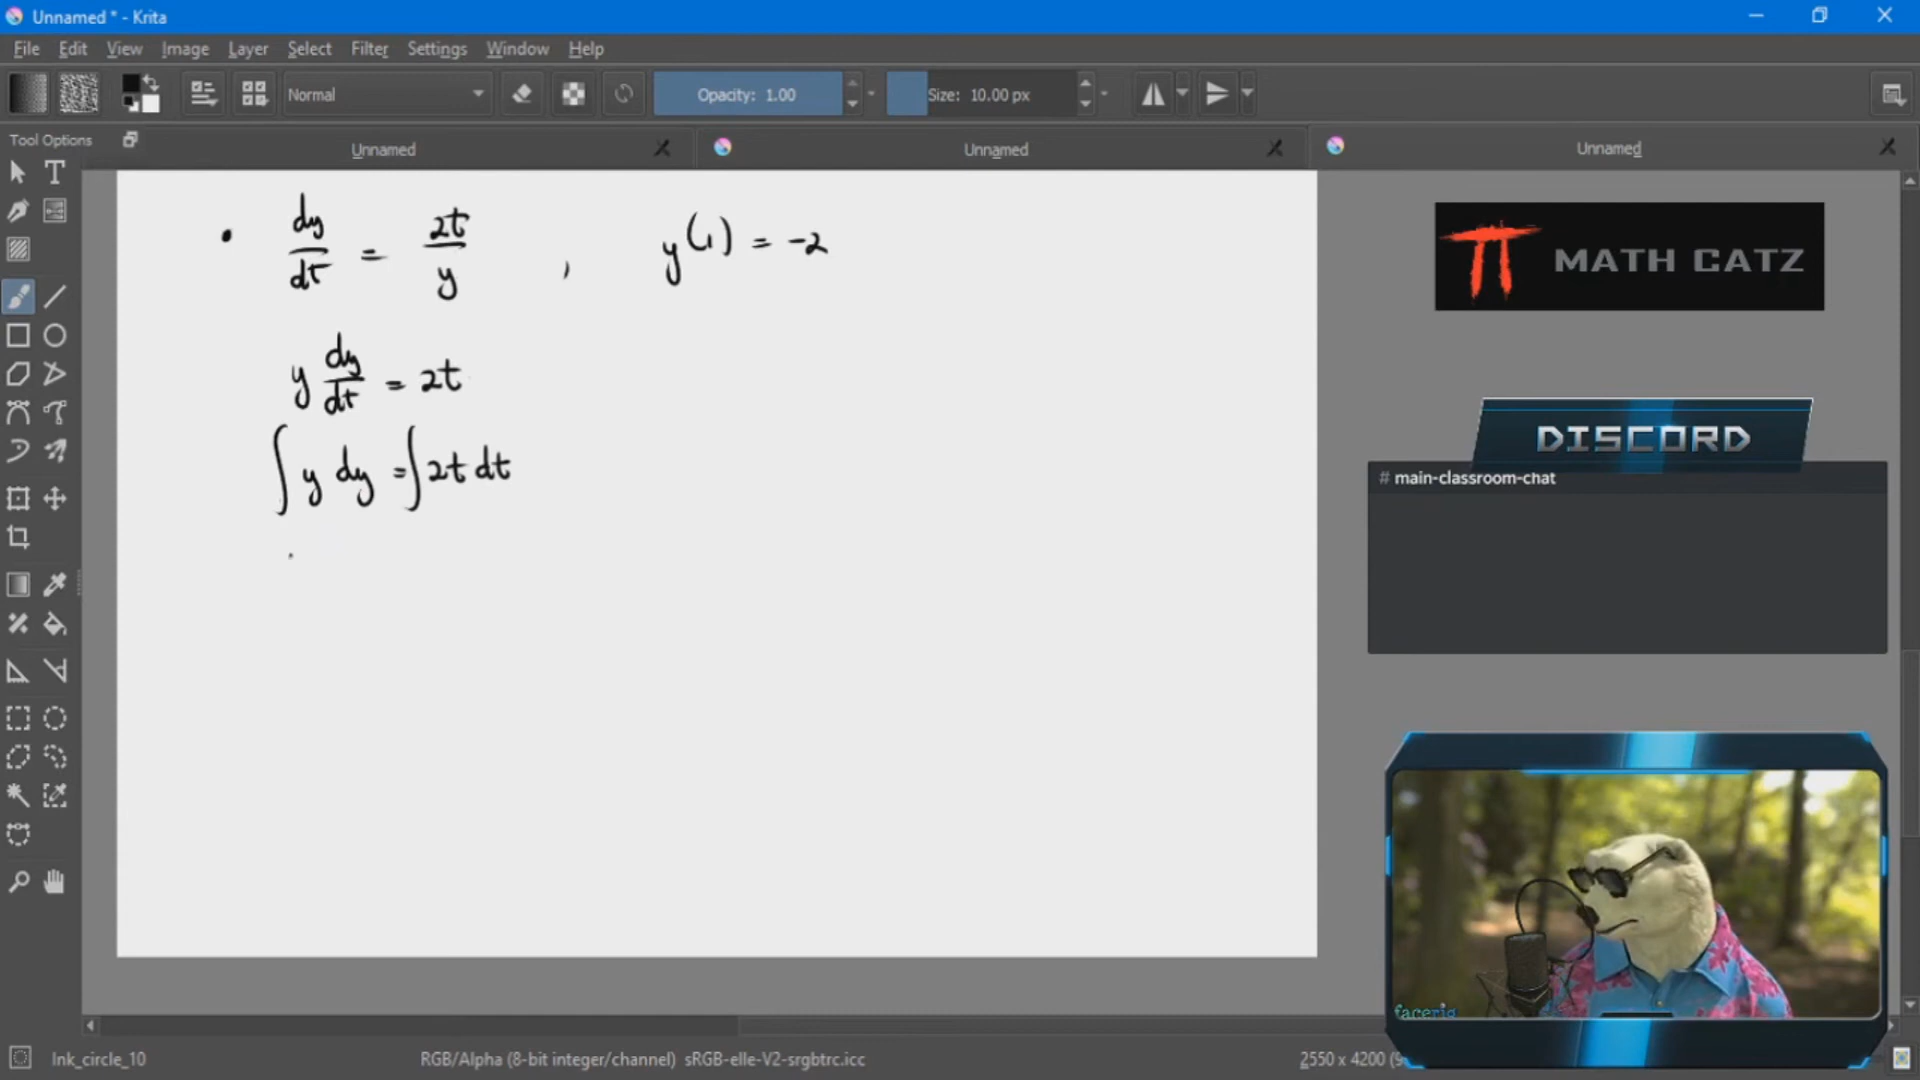 Unnamed * - Krita
File Edit View Image Layer Select Filter Settings Window Help
Normal Opacity: 1.00 Size: 10.00 px
Tool Options
Unnamed Unnamed Unnamed
• dy/dt = 2t/y , y(1) = -2
y dy/dt = 2t
∫ y dy = ∫ 2t dt
π MATH CATZ
DISCORD
# main-classroom-chat
facerig
Ink_circle_10 RGB/Alpha (8-bit integer/channel) sRGB-elle-V2-srgbtrc.icc 2550 x 4200